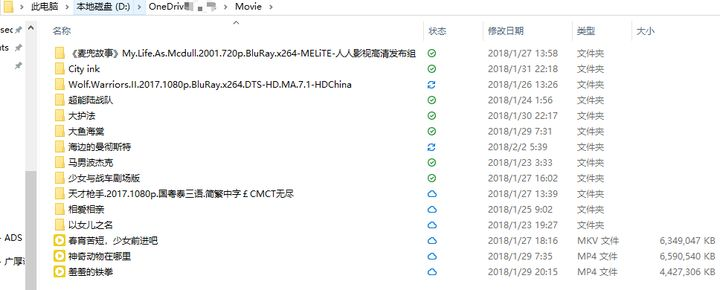 此电脑 > 本地磁盘 (D:) > OneDriv > Movie >
sec
nts
- ADS
名称 状态 修改日期 类型 大小
《麦兜故事》My.Life.As.Mcdull.2001.720p.BluRay.x264-MELiTE-人人影视高清发布组 2018/1/27 13:58 文件夹
City ink 2018/1/31 22:18 文件夹
Wolf.Warriors.II.2017.1080p.BluRay.x264.DTS-HD.MA.7.1-HDChina 2018/1/26 13:26 文件夹
超能陆战队 2018/1/24 1:56 文件夹
大护法 2018/1/30 22:17 文件夹
大鱼海棠 2018/1/29 7:31 文件夹
海边的曼彻斯特 2018/2/2 5:39 文件夹
马男波杰克 2018/1/23 3:33 文件夹
少女与战车剧场版 2018/1/27 16:02 文件夹
天才枪手.2017.1080p.国粤泰三语.简繁中字￡CMCT无尽 2018/1/27 13:39 文件夹
相爱相亲 2018/1/25 9:02 文件夹
以女儿之名 2018/1/23 19:27 文件夹
春宵苦短，少女前进吧 2018/1/27 18:16 MKV 文件 6,349,047 KB
神奇动物在哪里 2018/1/29 7:35 MP4 文件 6,590,540 KB
羞羞的铁拳 2018/1/29 20:15 MP4 文件 4,427,306 KB